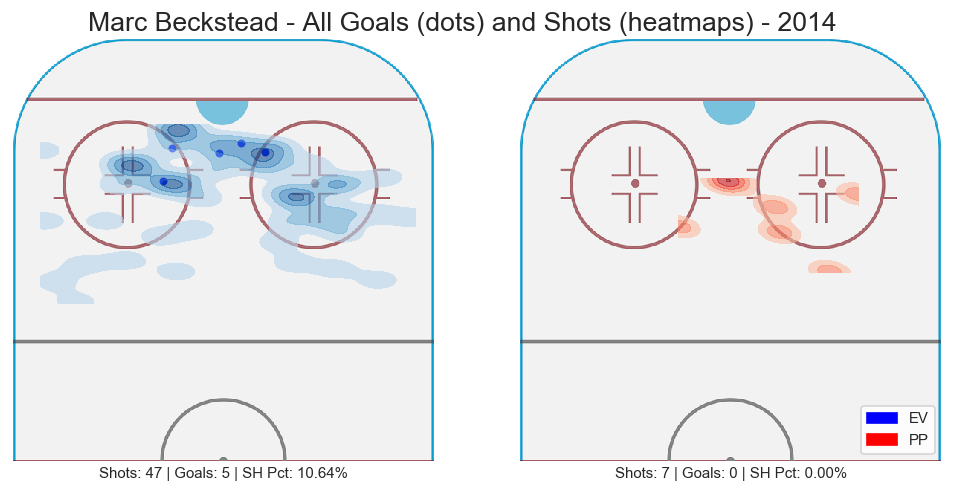 Marc Beckstead - All Goals (dots) and Shots (heatmaps) - 2014
EV
PP
Shots: 47 | Goals: 5 | SH Pct: 10.64%
Shots: 7 | Goals: 0 | SH Pct: 0.00%